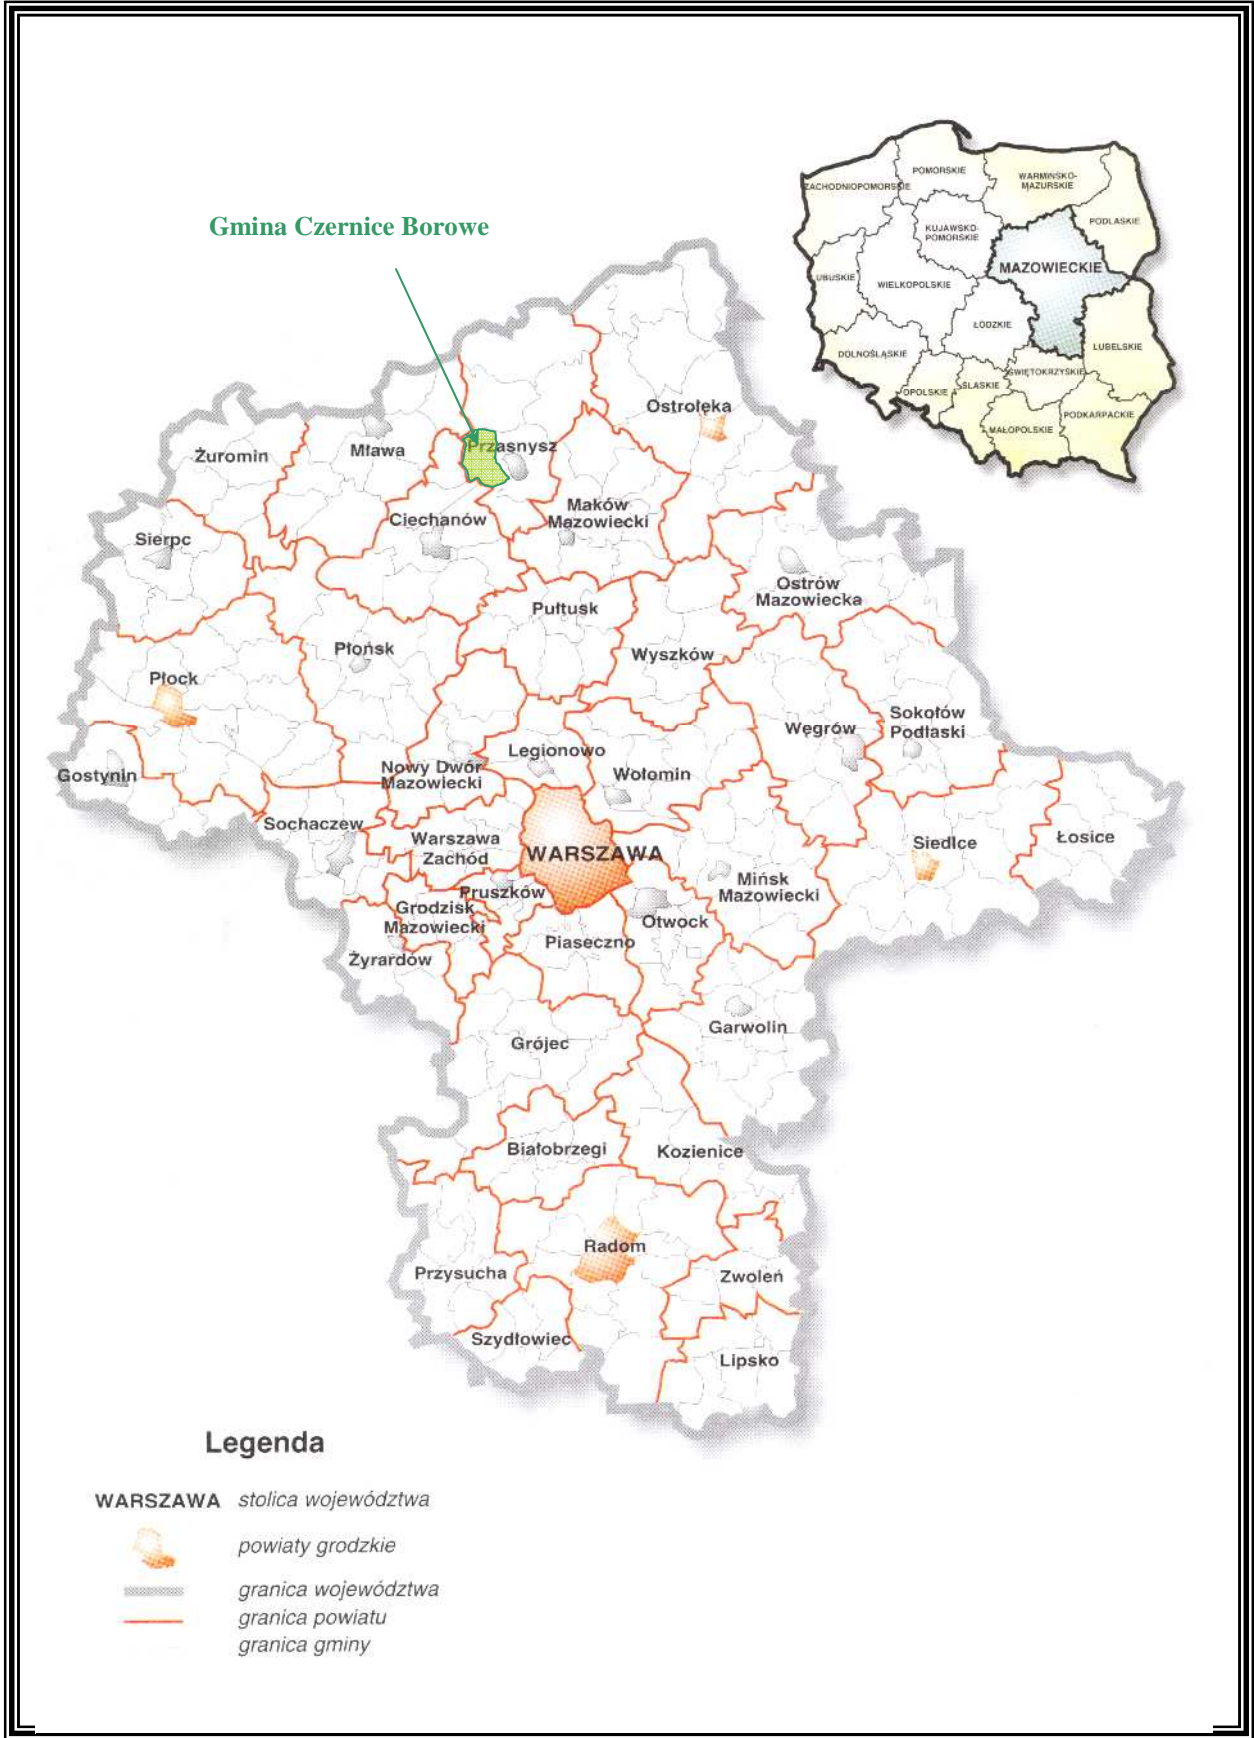 Gmina Czernice Borowe
POMORSKIE
ZACHODNIOPOMORSKIE
WARMIŃSKO-
MAZURSKIE
PODLASKIE
KUJAWSKO-
POMORSKIE
MAZOWIECKIE
UBUSKIE
WIELKOPOLSKIE
ŁÓDZKIE
LUBELSKIE
DOLNOŚLĄSKIE
ŚWIĘTOKRZYSKIE
OPOLSKIE
ŚLĄSKIE
PODKARPACKIE
MAŁOPOLSKIE
Ostrołęka
Żuromin
Mława
Przasnysz
Ciechanów
Maków
Mazowiecki
Sierpc
Ostrów
Mazowiecka
Pułtusk
Płońsk
Wyszków
Płock
Węgrów
Sokołów
Podlaski
Legionowo
Gostynin
Nowy Dwór
Mazowiecki
Wołomin
Sochaczew
Warszawa
Zachód
WARSZAWA
Siedlce
Łosice
Mińsk
Mazowiecki
Pruszków
Grodzisk
Mazowiecki
Otwock
Piaseczno
Żyrardów
Garwolin
Grójec
Białobrzegi
Kozienice
Radom
Przysucha
Zwoleń
Szydłowiec
Lipsko
Legenda
WARSZAWA stolica województwa
powiaty grodzkie
granica województwa
granica powiatu
granica gminy